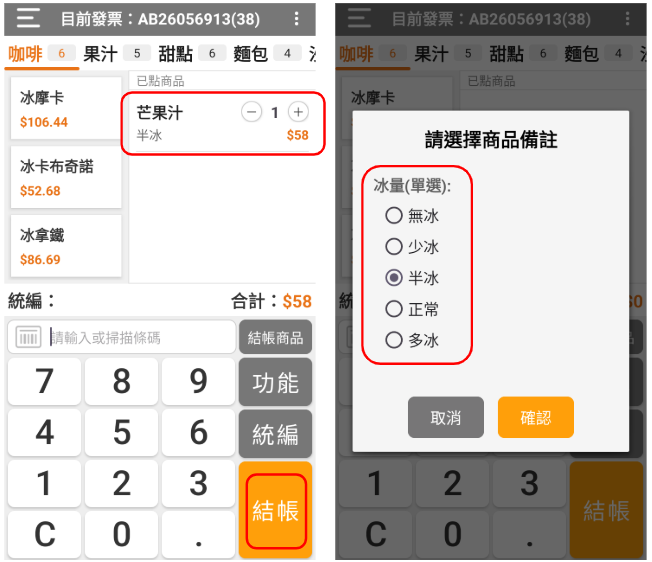 目前發票：AB26056913(38)
咖啡 6 果汁 5 甜點 6 麵包 4
已點商品
冰摩卡
$106.44
芒果汁 1
半冰 $58
冰卡布奇諾
$52.68
冰拿鐵
$86.69
統編： 合計：$58
請輸入或掃描條碼 結帳商品
7 8 9 功能
4 5 6 統編
1 2 3 結帳
C 0 .
目前發票：AB26056913(38)
咖啡 6 果汁 5 甜點 6 麵包 4
已點商品
冰摩卡
請選擇商品備註
冰量(單選):
無冰
少冰
半冰
正常
多冰
取消 確認
$0
1 2 3 結帳
C 0 .